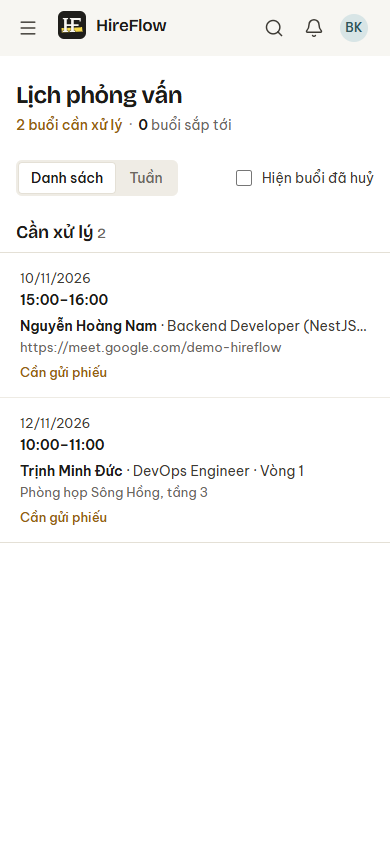 HF HireFlow BK
Lịch phỏng vấn
2 buổi cần xử lý · 0 buổi sắp tới
Danh sách Tuần Hiện buổi đã huỷ
Cần xử lý 2
10/11/2026
15:00–16:00
Nguyễn Hoàng Nam · Backend Developer (NestJS...
https://meet.google.com/demo-hireflow
Cần gửi phiếu
12/11/2026
10:00–11:00
Trịnh Minh Đức · DevOps Engineer · Vòng 1
Phòng họp Sông Hồng, tầng 3
Cần gửi phiếu